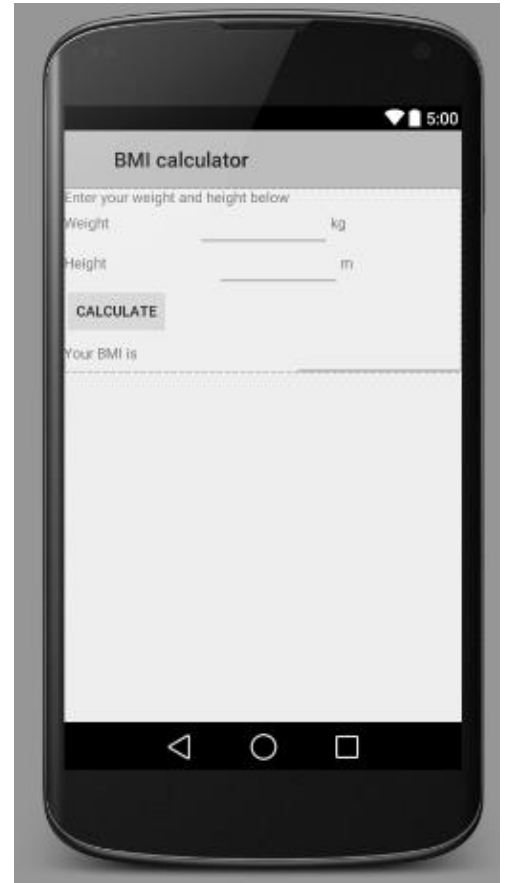 5:00
BMI calculator
Enter your weight and height below
Weight kg
Height m
CALCULATE
Your BMI is